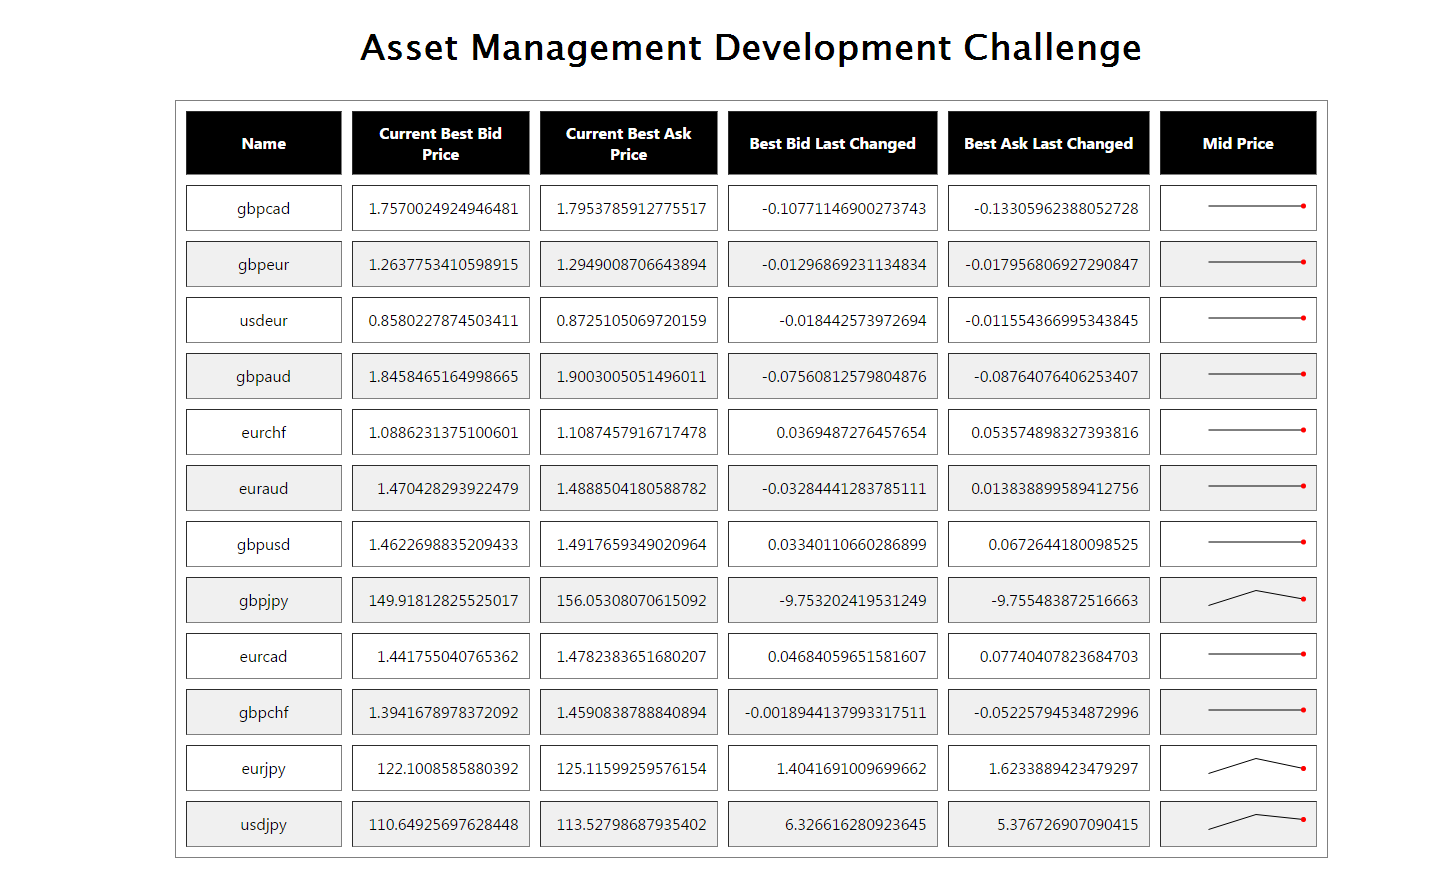 Asset Management Development Challenge
Name Current Best Bid Price Current Best Ask Price Best Bid Last Changed Best Ask Last Changed Mid Price
gbpcad 1.7570024924946481 1.7953785912775517 -0.10771146900273743 -0.13305962388052728
gbpeur 1.2637753410598915 1.2949008706643894 -0.01296869231134834 -0.017956806927290847
usdeur 0.8580227874503411 0.8725105069720159 -0.018442573972694 -0.011554366995343845
gbpaud 1.8458465164998665 1.9003005051496011 -0.07560812579804876 -0.08764076406253407
eurchf 1.0886231375100601 1.1087457916717478 0.0369487276457654 0.053574898327393816
euraud 1.470428293922479 1.4888504180588782 -0.03284441283785111 0.013838899589412756
gbpusd 1.4622698835209433 1.4917659349020964 0.03340110660286899 0.0672644180098525
gbpjpy 149.91812825525017 156.05308070615092 -9.753202419531249 -9.755483872516663
eurcad 1.441755040765362 1.4782383651680207 0.04684059651581607 0.07740407823684703
gbpchf 1.3941678978372092 1.4590838788840894 -0.0018944137993317511 -0.05225794534872996
eurjpy 122.1008585880392 125.11599259576154 1.4041691009699662 1.6233889423479297
usdjpy 110.64925697628448 113.52798687935402 6.326616280923645 5.376726907090415